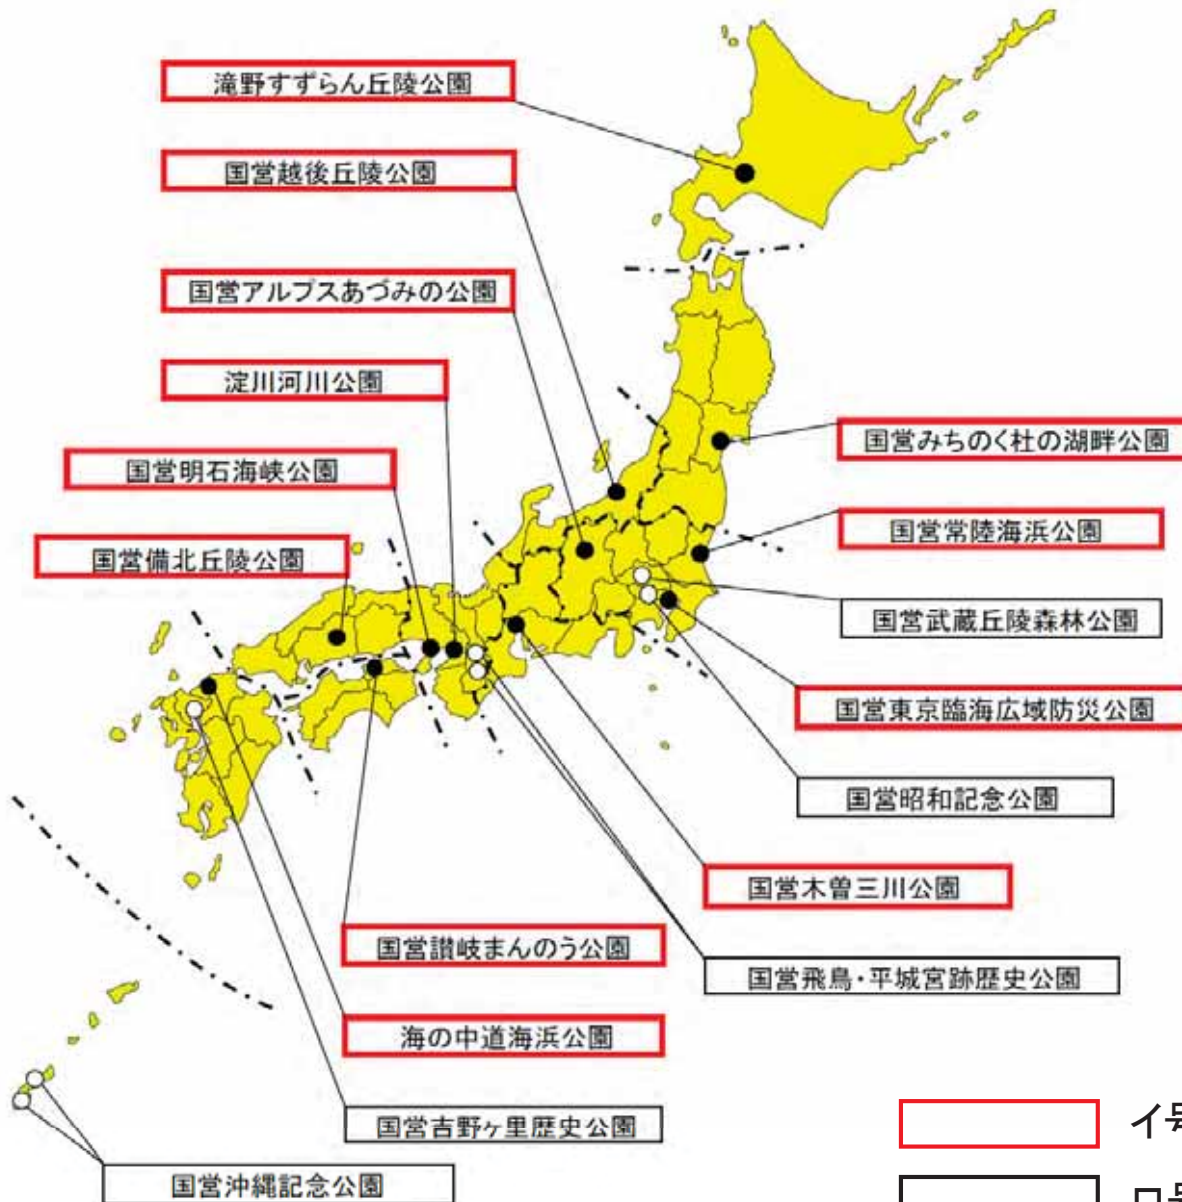 滝野すずらん丘陵公園
国営越後丘陵公園
国営アルプスあづみの公園
淀川河川公園
国営みちのく杜の湖畔公園
国営明石海峡公園
国営常陸海浜公園
国営備北丘陵公園
国営武蔵丘陵森林公園
国営東京臨海広域防災公園
国営昭和記念公園
国営木曽三川公園
国営讃岐まんのう公園
国営飛鳥・平城宮跡歴史公園
海の中道海浜公園
国営吉野ヶ里歴史公園
国営沖縄記念公園
イ号
ロ号